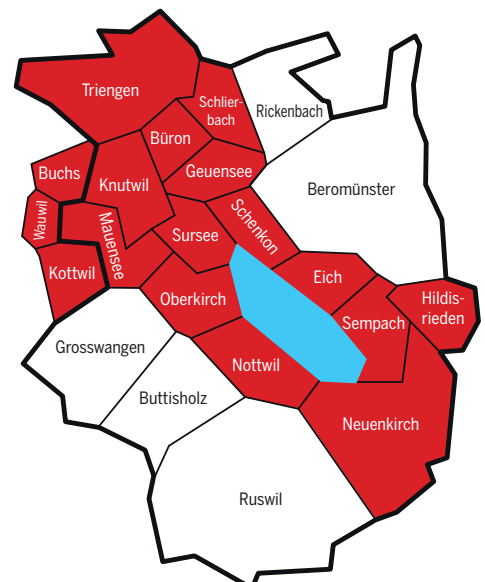 Triengen
Schlier-
bach
Rickenbach
Büron
Buchs
Geuensee
Knutwil
Beromünster
Wauwil
Mauensee
Sursee
Schenkon
Kottwil
Eich
Oberkirch
Hildis-
rieden
Sempach
Grosswangen
Nottwil
Buttisholz
Neuenkirch
Ruswil